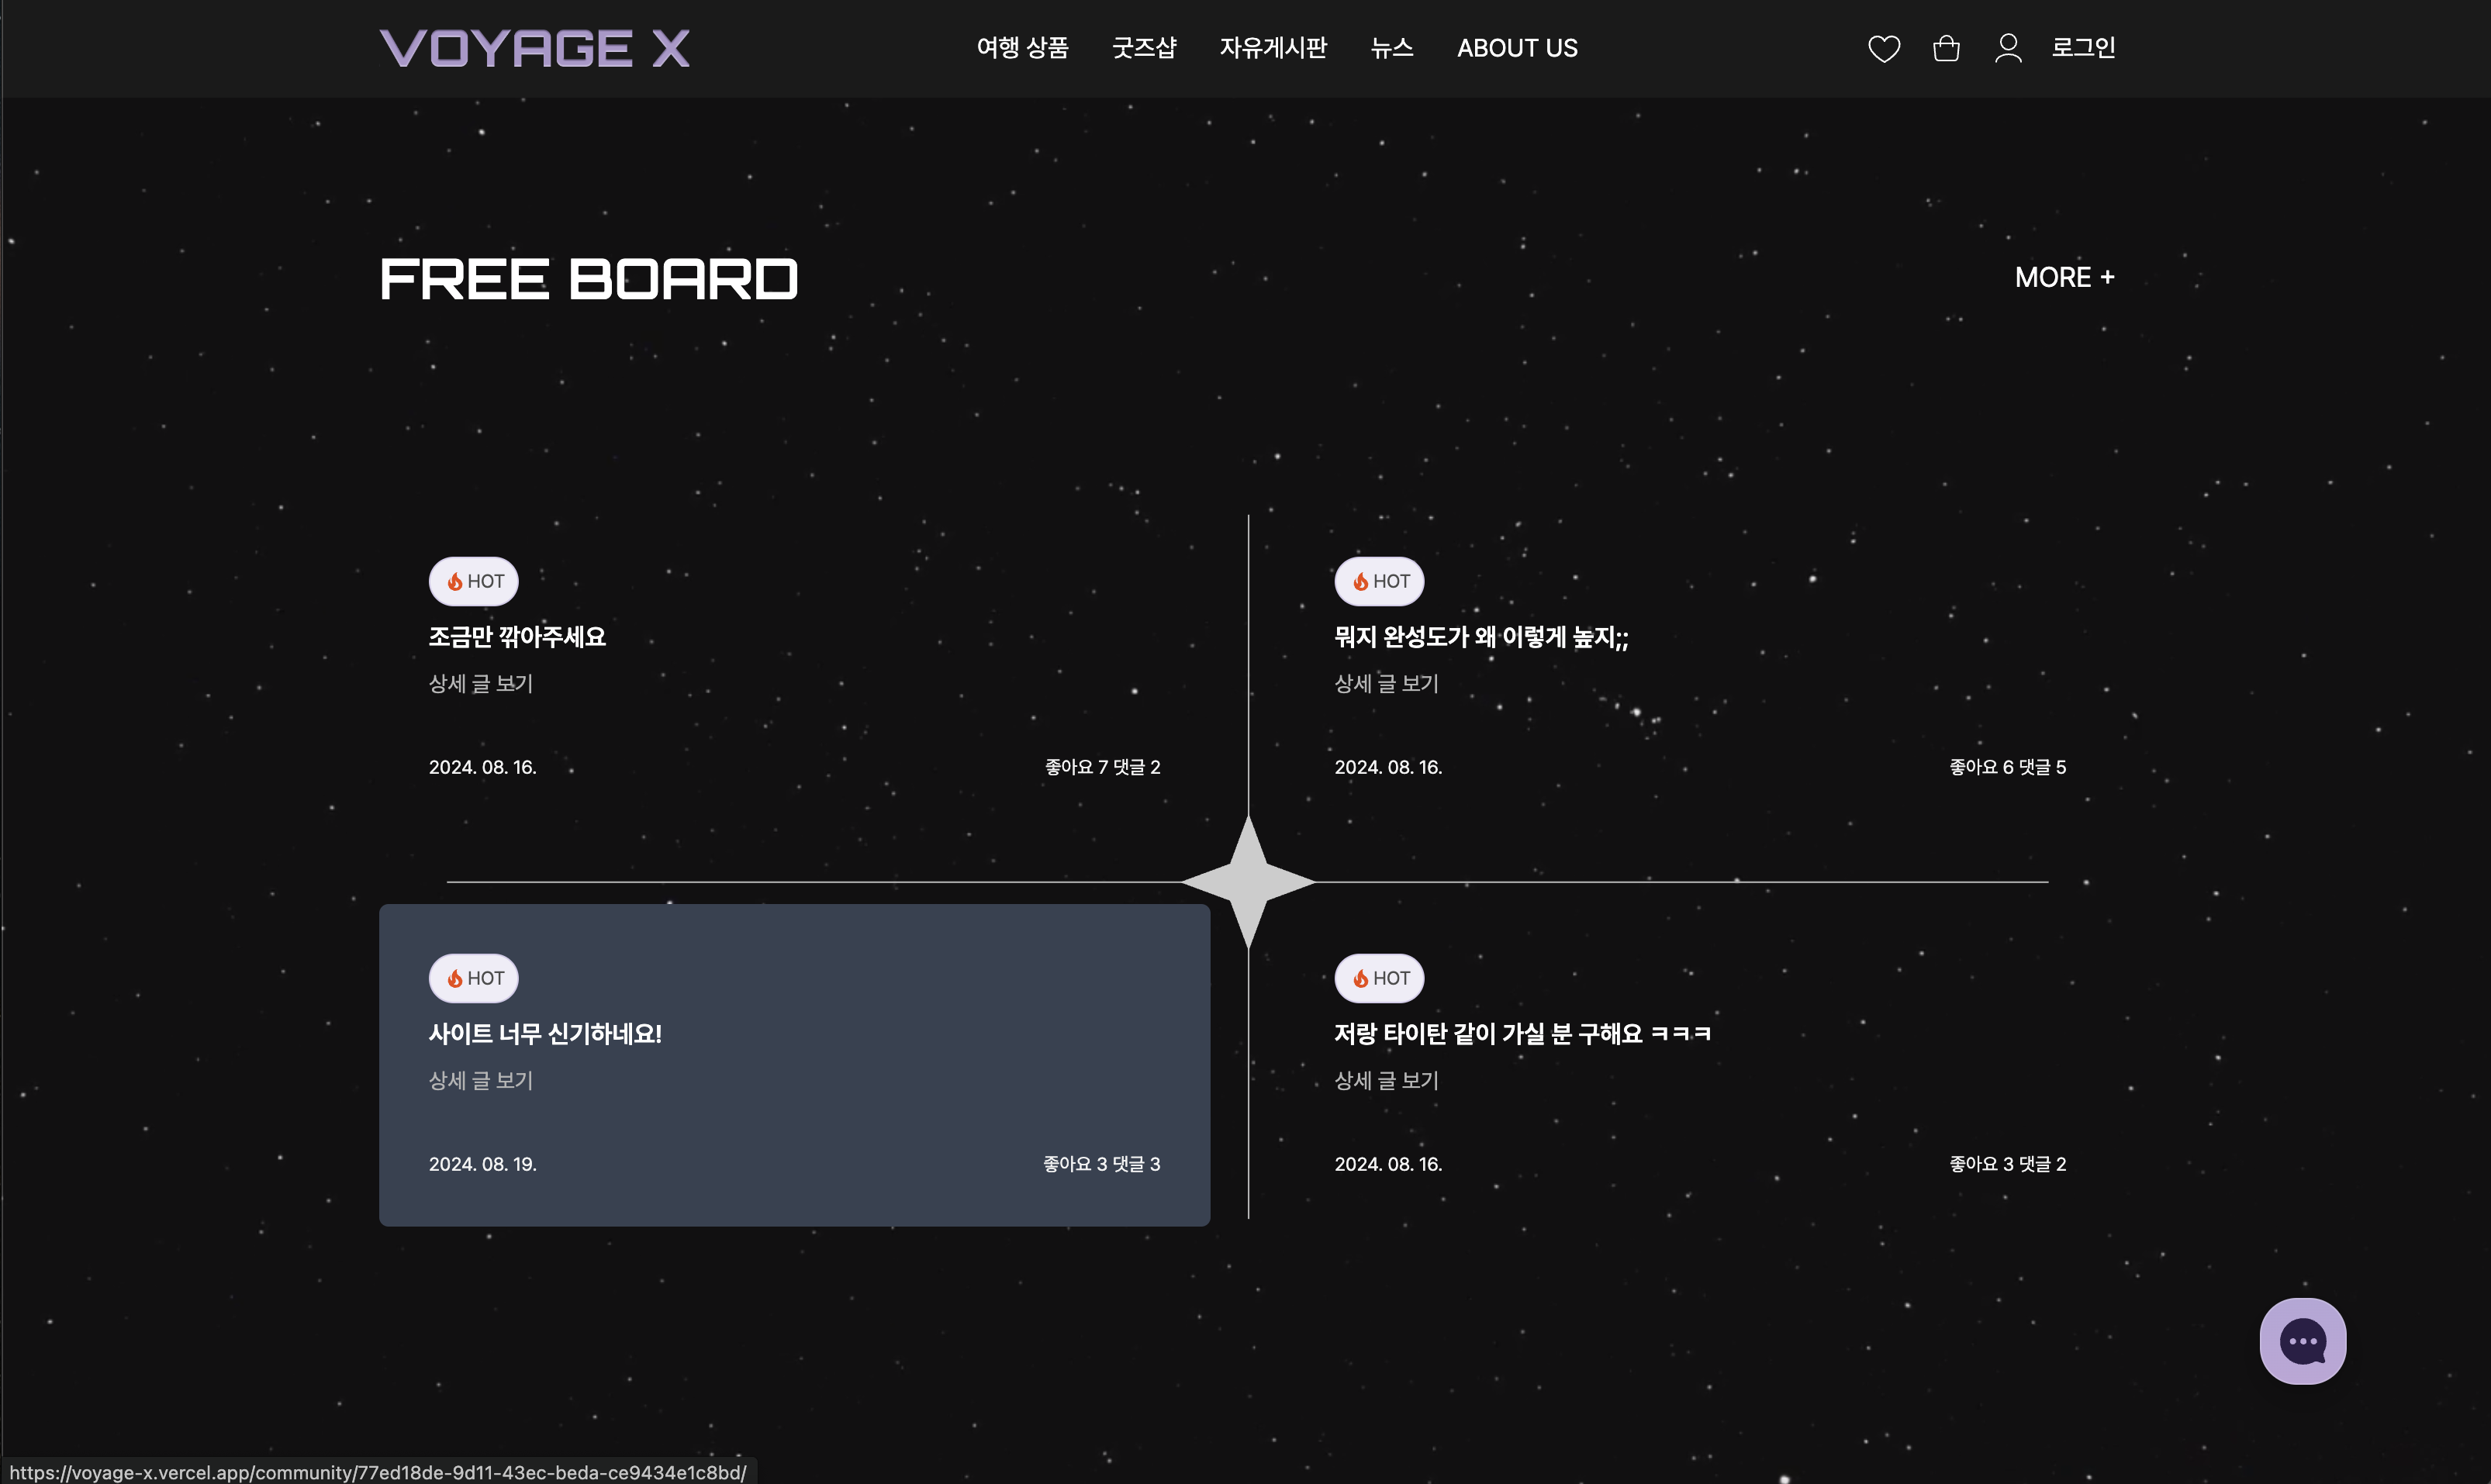 VOYAGE X
여행 상품 굿즈샵 자유게시판 뉴스 ABOUT US 로그인
FREE BOARD
MORE +
HOT
조금만 깎아주세요
상세 글 보기
2024. 08. 16. 좋아요 7 댓글 2
HOT
뭐지 완성도가 왜 이렇게 높지;;
상세 글 보기
2024. 08. 16. 좋아요 6 댓글 5
HOT
사이트 너무 신기하네요!
상세 글 보기
2024. 08. 19. 좋아요 3 댓글 3
HOT
저랑 타이탄 같이 가실 분 구해요 ㅋㅋㅋ
상세 글 보기
2024. 08. 16. 좋아요 3 댓글 2
https://voyage-x.vercel.app/community/77ed18de-9d11-43ec-beda-ce9434e1c8bd/